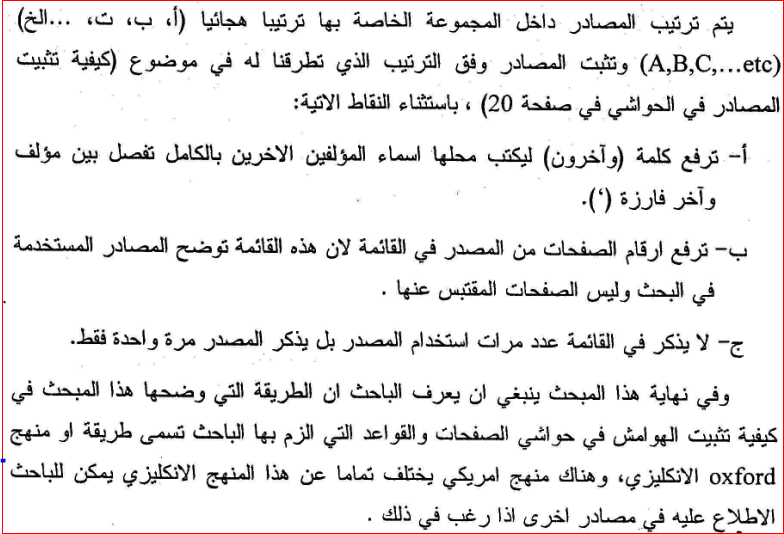 يتم ترتيب المصادر داخل المجموعة الخاصة بها ترتيبا هجائيا (أ، ب، ت، ...الخ)
(A,B,C,...etc) وتثبت المصادر وفق الترتيب الذي تطرقنا له في موضوع (كيفية تثبيت
المصادر في الحواشي في صفحة 20) ، باستثناء النقاط الاتية:
أ- ترفع كلمة (وآخرون) ليكتب محلها اسماء المؤلفين الاخرين بالكامل تفصل بين مؤلف
وآخر فارزة (،).
ب- ترفع ارقام الصفحات من المصدر في القائمة لان هذه القائمة توضح المصادر المستخدمة
في البحث وليس الصفحات المقتبس عنها .
ج- لا يذكر في القائمة عدد مرات استخدام المصدر بل يذكر المصدر مرة واحدة فقط.
وفي نهاية هذا المبحث ينبغي ان يعرف الباحث ان الطريقة التي وضحها هذا المبحث في
كيفية تثبيت الهوامش في حواشي الصفحات والقواعد التي الزم بها الباحث تسمى طريقة او منهج
oxford الانكليزي، وهناك منهج امريكي يختلف تماما عن هذا المنهج الانكليزي يمكن للباحث
الاطلاع عليه في مصادر اخرى اذا رغب في ذلك .